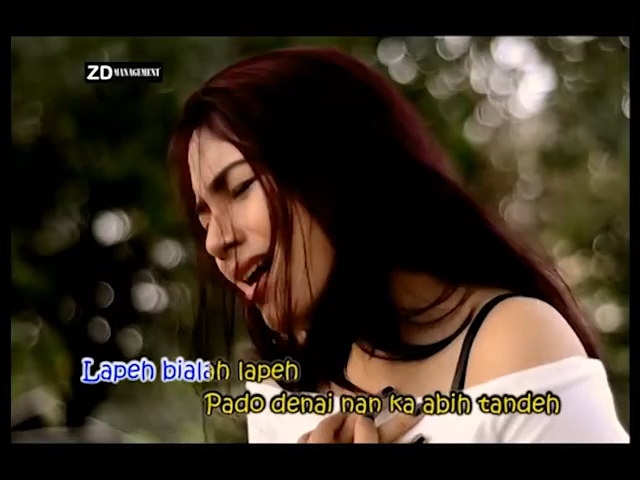 ZD MANAGEMENT
Lapeh bialah lapeh
Pado denai nan ka abih tandeh